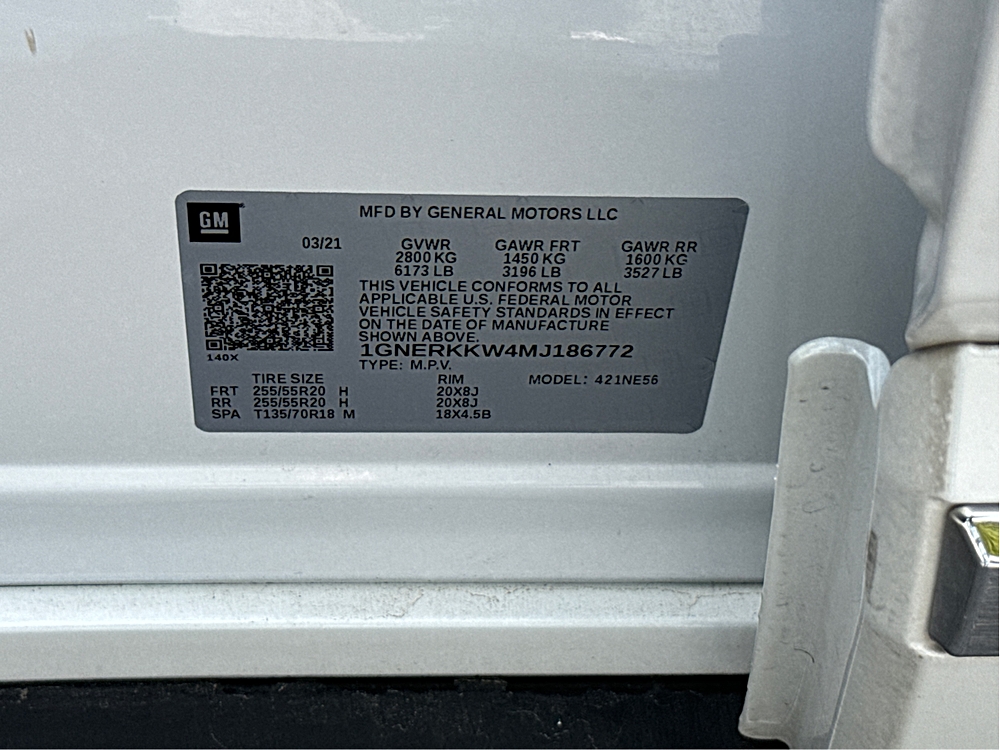 GM
MFD BY GENERAL MOTORS LLC
03/21 GVWR GAWR FRT GAWR RR
2800 KG 1450 KG 1600 KG
6173 LB 3196 LB 3527 LB
THIS VEHICLE CONFORMS TO ALL
APPLICABLE U.S. FEDERAL MOTOR
VEHICLE SAFETY STANDARDS IN EFFECT
ON THE DATE OF MANUFACTURE
SHOWN ABOVE.
140X
1GNERKKW4MJ186772
TYPE: M.P.V.
TIRE SIZE RIM MODEL: 421NE56
FRT 255/55R20 H 20X8J
RR 255/55R20 H 20X8J
SPA T135/70R18 M 18X4.5B